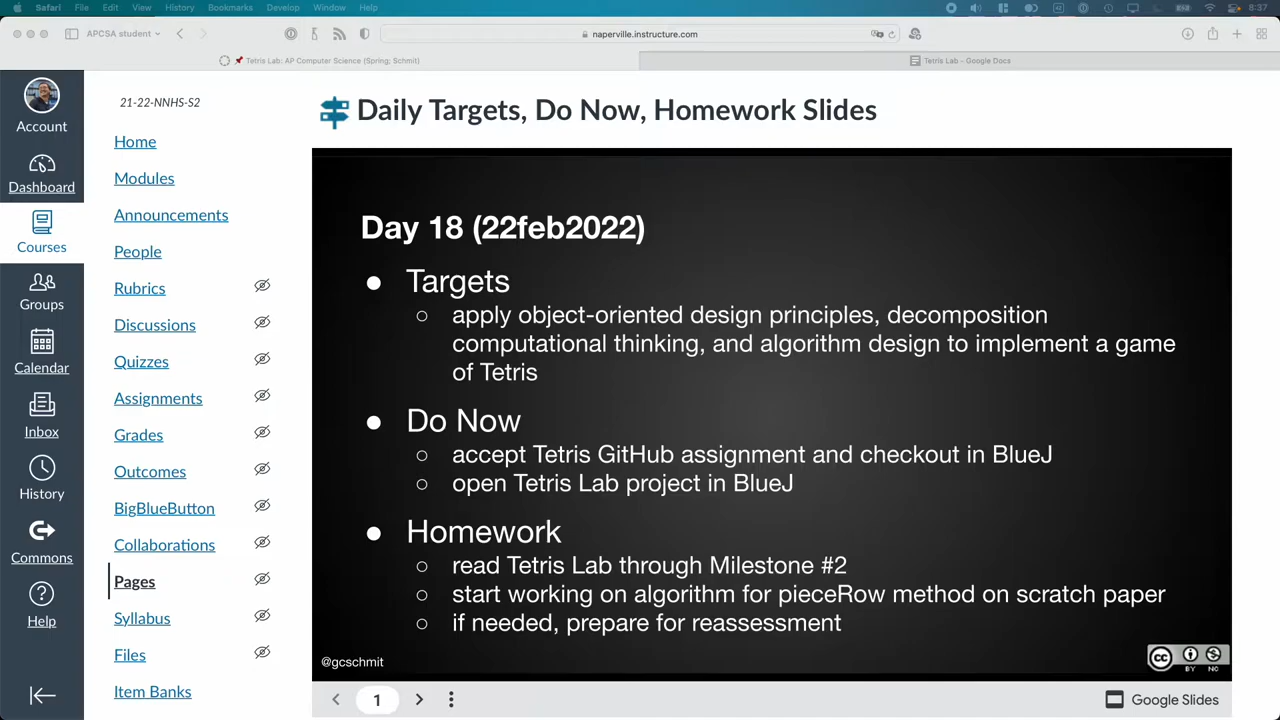 Safari File Edit View History Bookmarks Develop Window Help 8:37
APCSA student naperville.instructure.com
Tetris Lab: AP Computer Science (Spring; Schmit) Tetris Lab - Google Docs
Account
Dashboard
Courses
Groups
Calendar
Inbox
History
Commons
Help
21-22-NNHS-S2
Home
Modules
Announcements
People
Rubrics
Discussions
Quizzes
Assignments
Grades
Outcomes
BigBlueButton
Collaborations
Pages
Syllabus
Files
Item Banks
Daily Targets, Do Now, Homework Slides
Day 18 (22feb2022)
● Targets
○ apply object-oriented design principles, decomposition
computational thinking, and algorithm design to implement a game
of Tetris
● Do Now
○ accept Tetris GitHub assignment and checkout in BlueJ
○ open Tetris Lab project in BlueJ
● Homework
○ read Tetris Lab through Milestone #2
○ start working on algorithm for pieceRow method on scratch paper
○ if needed, prepare for reassessment
@gcschmit
cc BY NC
1 Google Slides